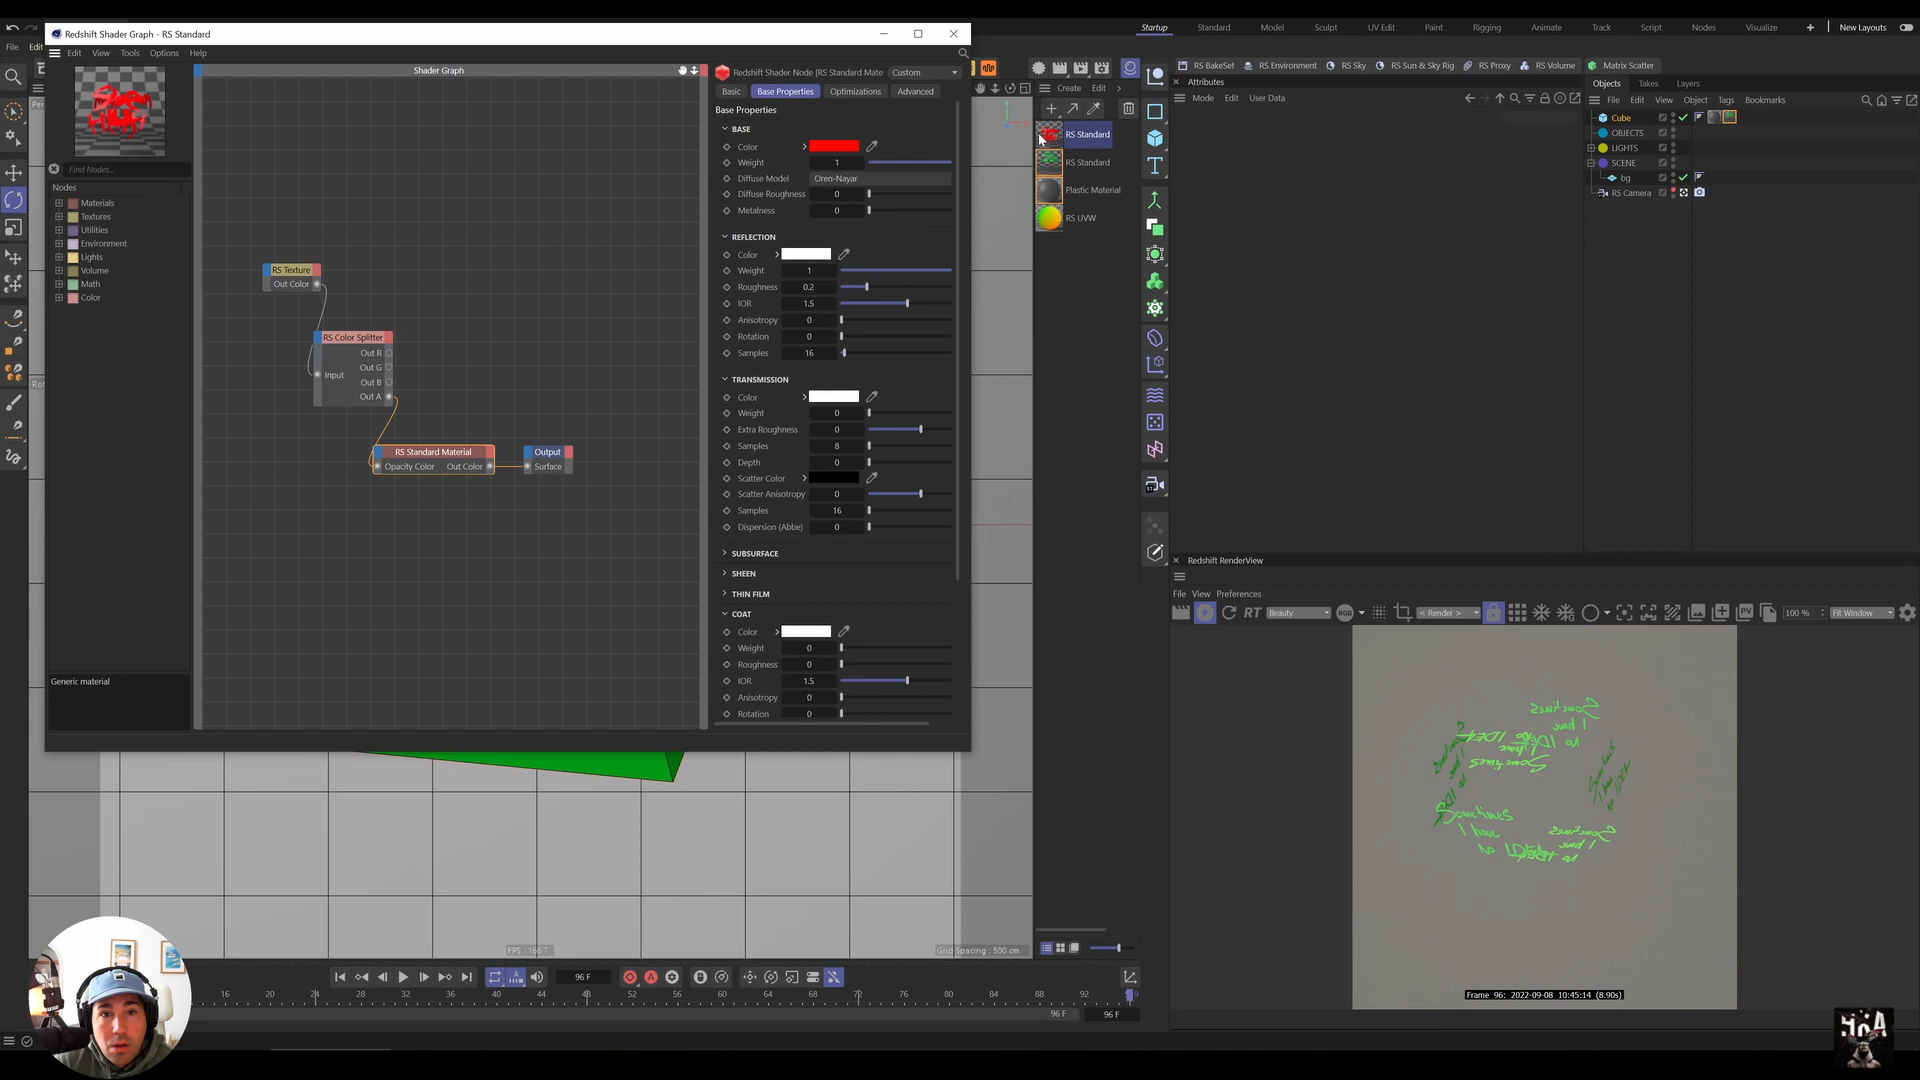 Redshift Shader Graph - RS Standard
Edit View Tools Options Help
Shader Graph
Find Nodes...
Nodes
Materials
Textures
Utilities
Environment
Lights
Volume
Math
Color
Generic material
RS Texture
Out Color
RS Color Splitter
Out R
Out G
Input
Out B
Out A
RS Standard Material
Opacity Color Out Color
Output
Surface
Redshift Shader Node [RS Standard Mate
Custom
Basic Base Properties Optimizations Advanced
Base Properties
BASE
Color
Weight 1
Diffuse Model Oren-Nayar
Diffuse Roughness 0
Metalness 0
REFLECTION
Color
Weight 1
Roughness 0.2
IOR 1.5
Anisotropy 0
Rotation 0
Samples 16
TRANSMISSION
Color
Weight 0
Extra Roughness 0
Samples 8
Depth 0
Scatter Color
Scatter Anisotropy 0
Samples 16
Dispersion (Abbe) 0
SUBSURFACE
SHEEN
THIN FILM
COAT
Color
Weight 0
Roughness 0
IOR 1.5
Anisotropy 0
Rotation 0
File Edit
Startup Standard Model Sculpt UV Edit Paint Rigging Animate Track Script Nodes Visualize New Layouts
Create Edit
RS Standard
RS Standard
Plastic Material
RS UVW
RS BakeSet RS Environment RS Sky RS Sun & Sky Rig RS Proxy RS Volume Matrix Scatter
Attributes
Mode Edit User Data
Objects Takes Layers
File Edit View Object Tags Bookmarks
Cube
OBJECTS
LIGHTS
SCENE
bg
RS Camera
Redshift RenderView
File View Preferences
RT Beauty RGB < Render > PV 100 % Fit Window
Sometimes
I have
no IDEA
Frame 96: 2022-09-08 10:45:14 (8.90s)
FPS : 166.7
Grid Spacing : 500 cm
96 F
16 20 24 28 32 36 40 44 48 52 56 60 64 68 72 76 80 84 88 92
96 F 96 F